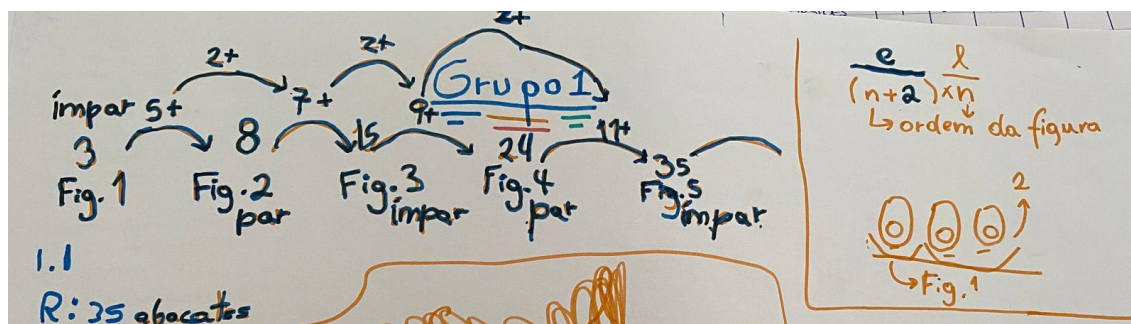 2+
2+ 2+
Grupo 1
ímpar 5+ 7+ 9+ 11+
3 8 15 24 35
Fig. 1 Fig. 2 Fig. 3 Fig. 4 Fig. 5
par ímpar par ímpar
1.1
R: 35 abacates
e l
(n+2) × n
↳ ordem da figura
2
↳ Fig. 1